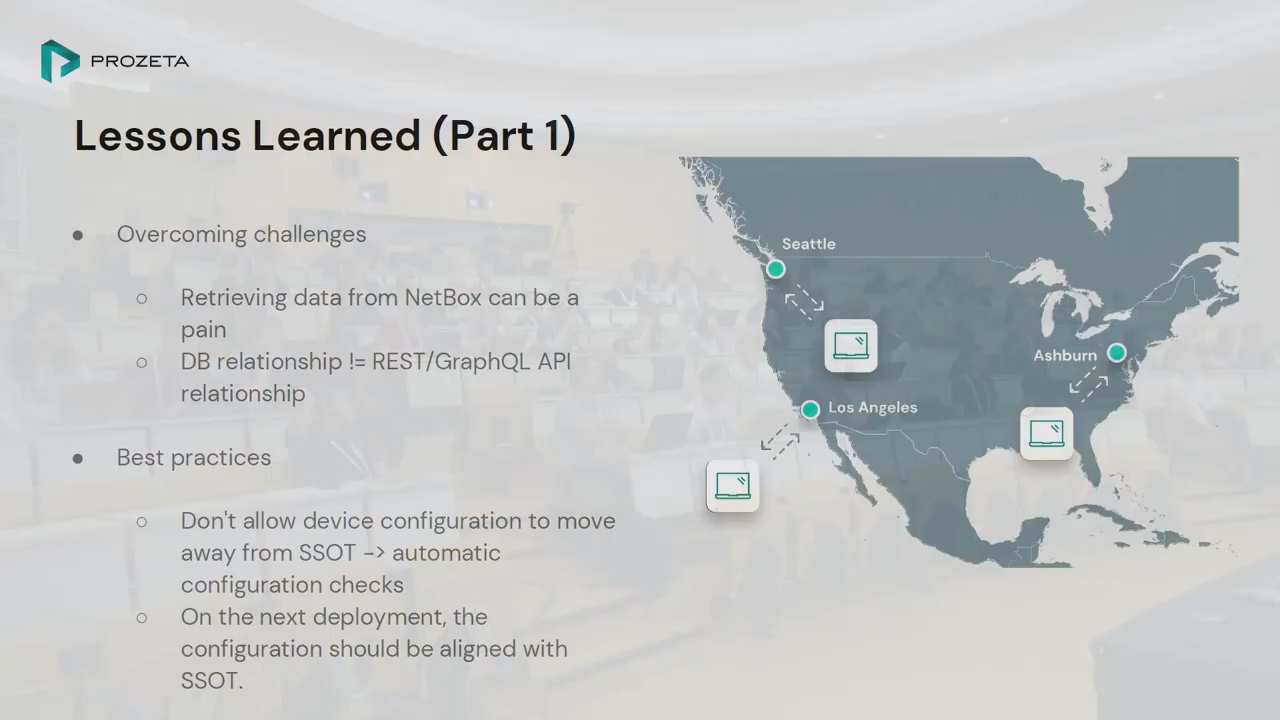 PROZETA
Lessons Learned (Part 1)
● Overcoming challenges
○ Retrieving data from NetBox can be a
pain
○ DB relationship != REST/GraphQL API
relationship
● Best practices
○ Don't allow device configuration to move
away from SSOT -> automatic
configuration checks
○ On the next deployment, the
configuration should be aligned with
SSOT.
Seattle
Ashburn
Los Angeles